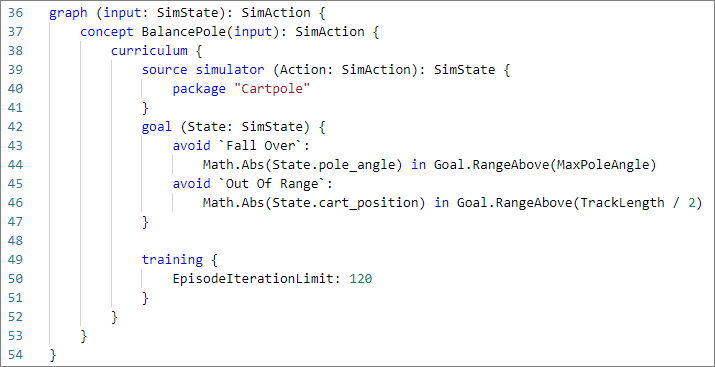 36 graph (input: SimState): SimAction {
37     concept BalancePole(input): SimAction {
38         curriculum {
39             source simulator (Action: SimAction): SimState {
40                 package "Cartpole"
41             }
42             goal (State: SimState) {
43                 avoid `Fall Over`:
44                     Math.Abs(State.pole_angle) in Goal.RangeAbove(MaxPoleAngle)
45                 avoid `Out Of Range`:
46                     Math.Abs(State.cart_position) in Goal.RangeAbove(TrackLength / 2)
47             }
48
49             training {
50                 EpisodeIterationLimit: 120
51             }
52         }
53     }
54 }